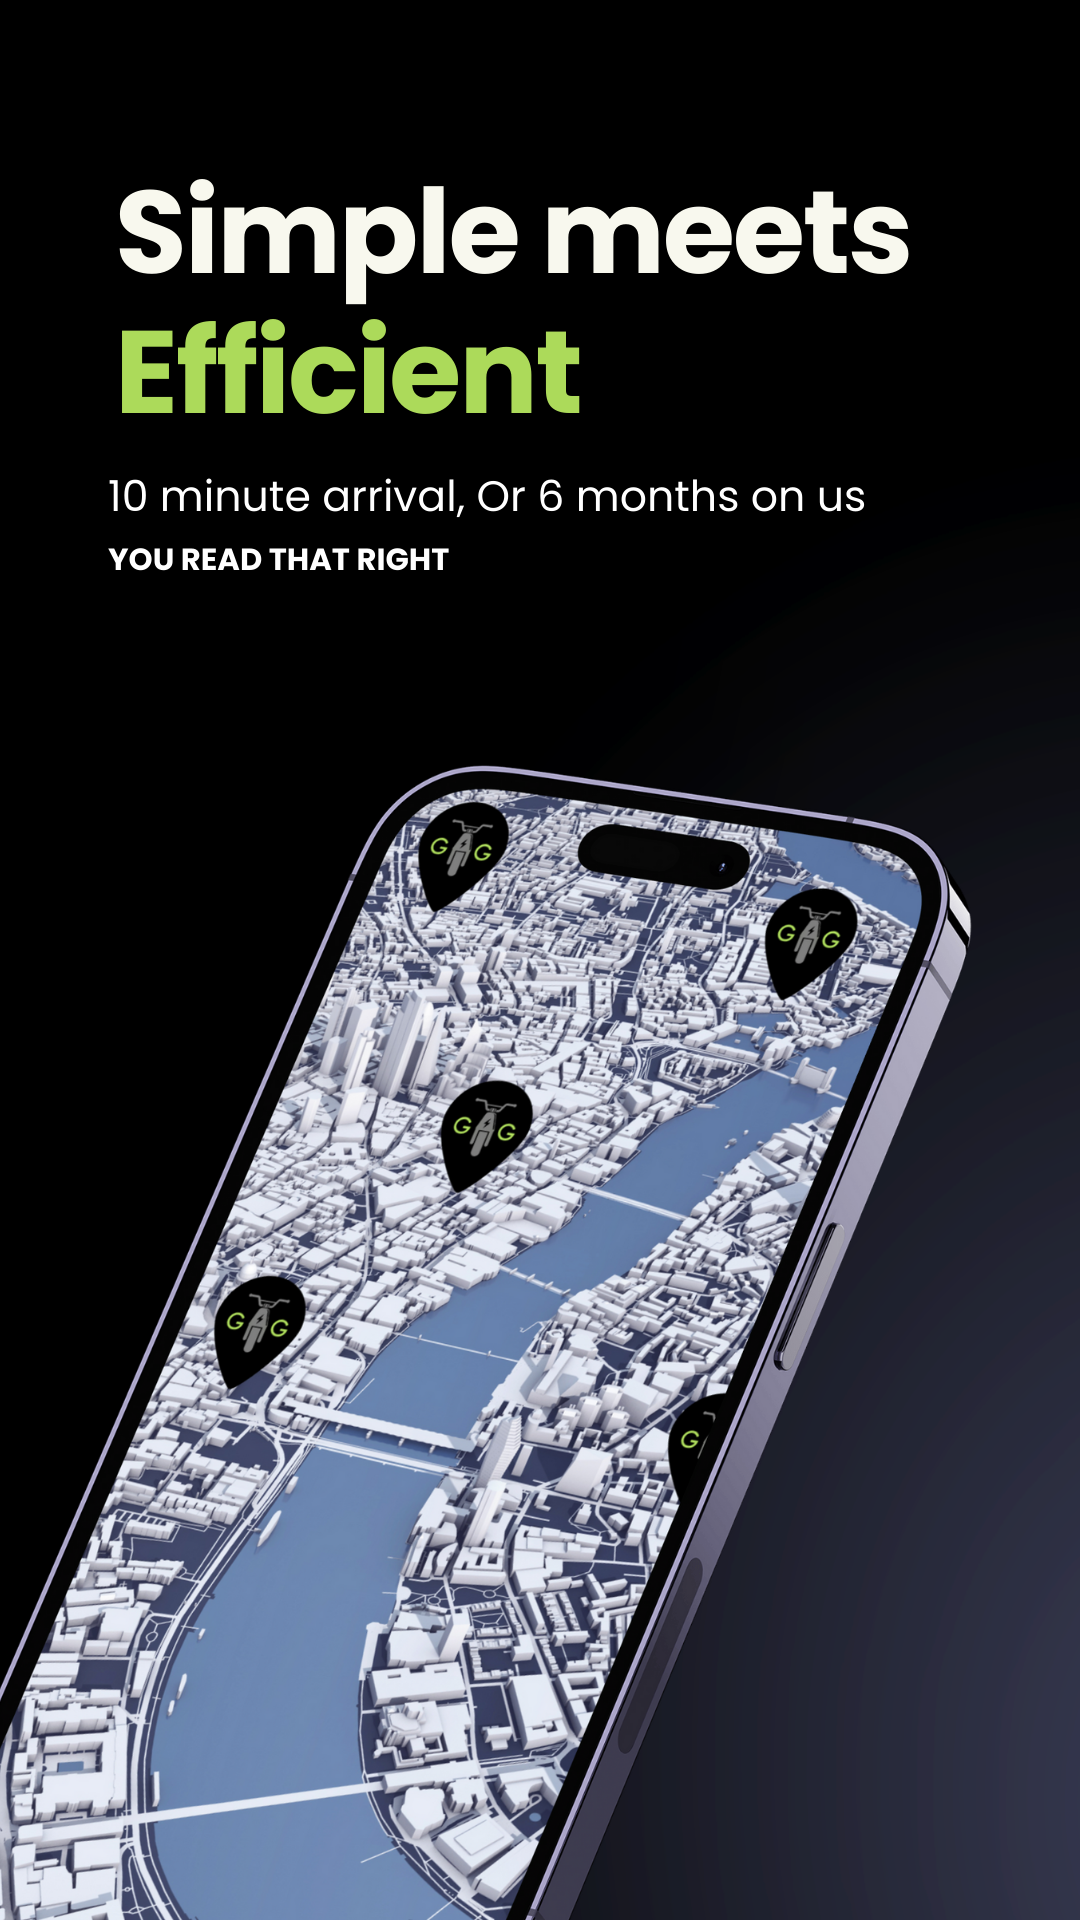 Simple meets
Efficient
10 minute arrival, Or 6 months on us
YOU READ THAT RIGHT
G G
G G
G G
G G
G